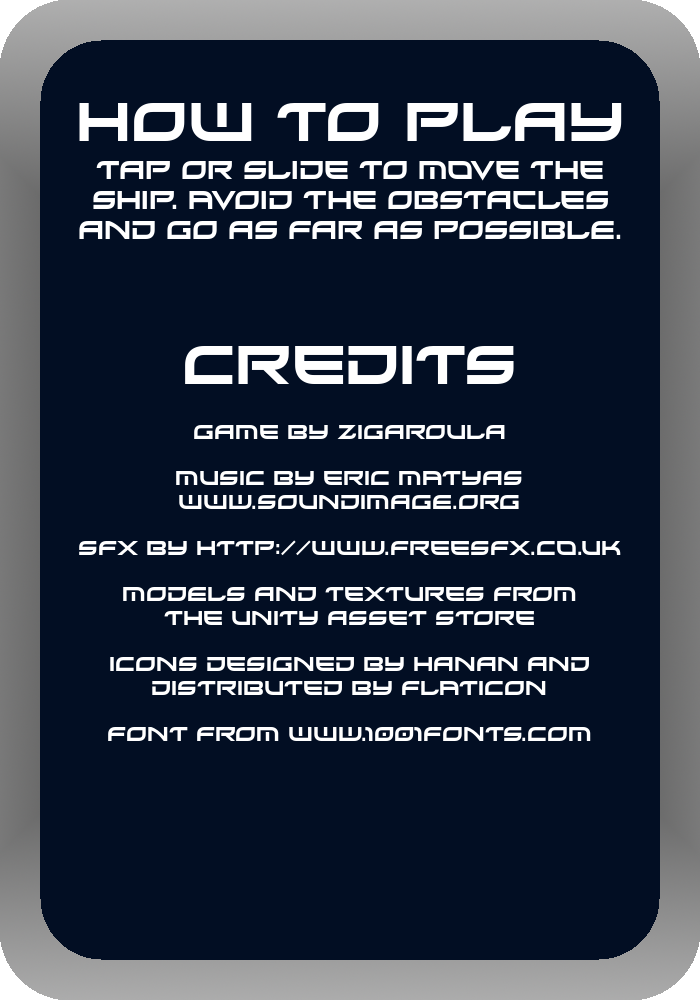 HOW TO PLAY
TAP OR SLIDE TO MOVE THE
SHIP. AVOID THE OBSTACLES
AND GO AS FAR AS POSSIBLE.
CREDITS
GAME BY ZIGAROULA
MUSIC BY ERIC MATYAS
WWW.SOUNDIMAGE.ORG
SFX BY HTTP://WWW.FREESFX.CO.UK
MODELS AND TEXTURES FROM
THE UNITY ASSET STORE
ICONS DESIGNED BY HANAN AND
DISTRIBUTED BY FLATICON
FONT FROM WWW.1001FONTS.COM